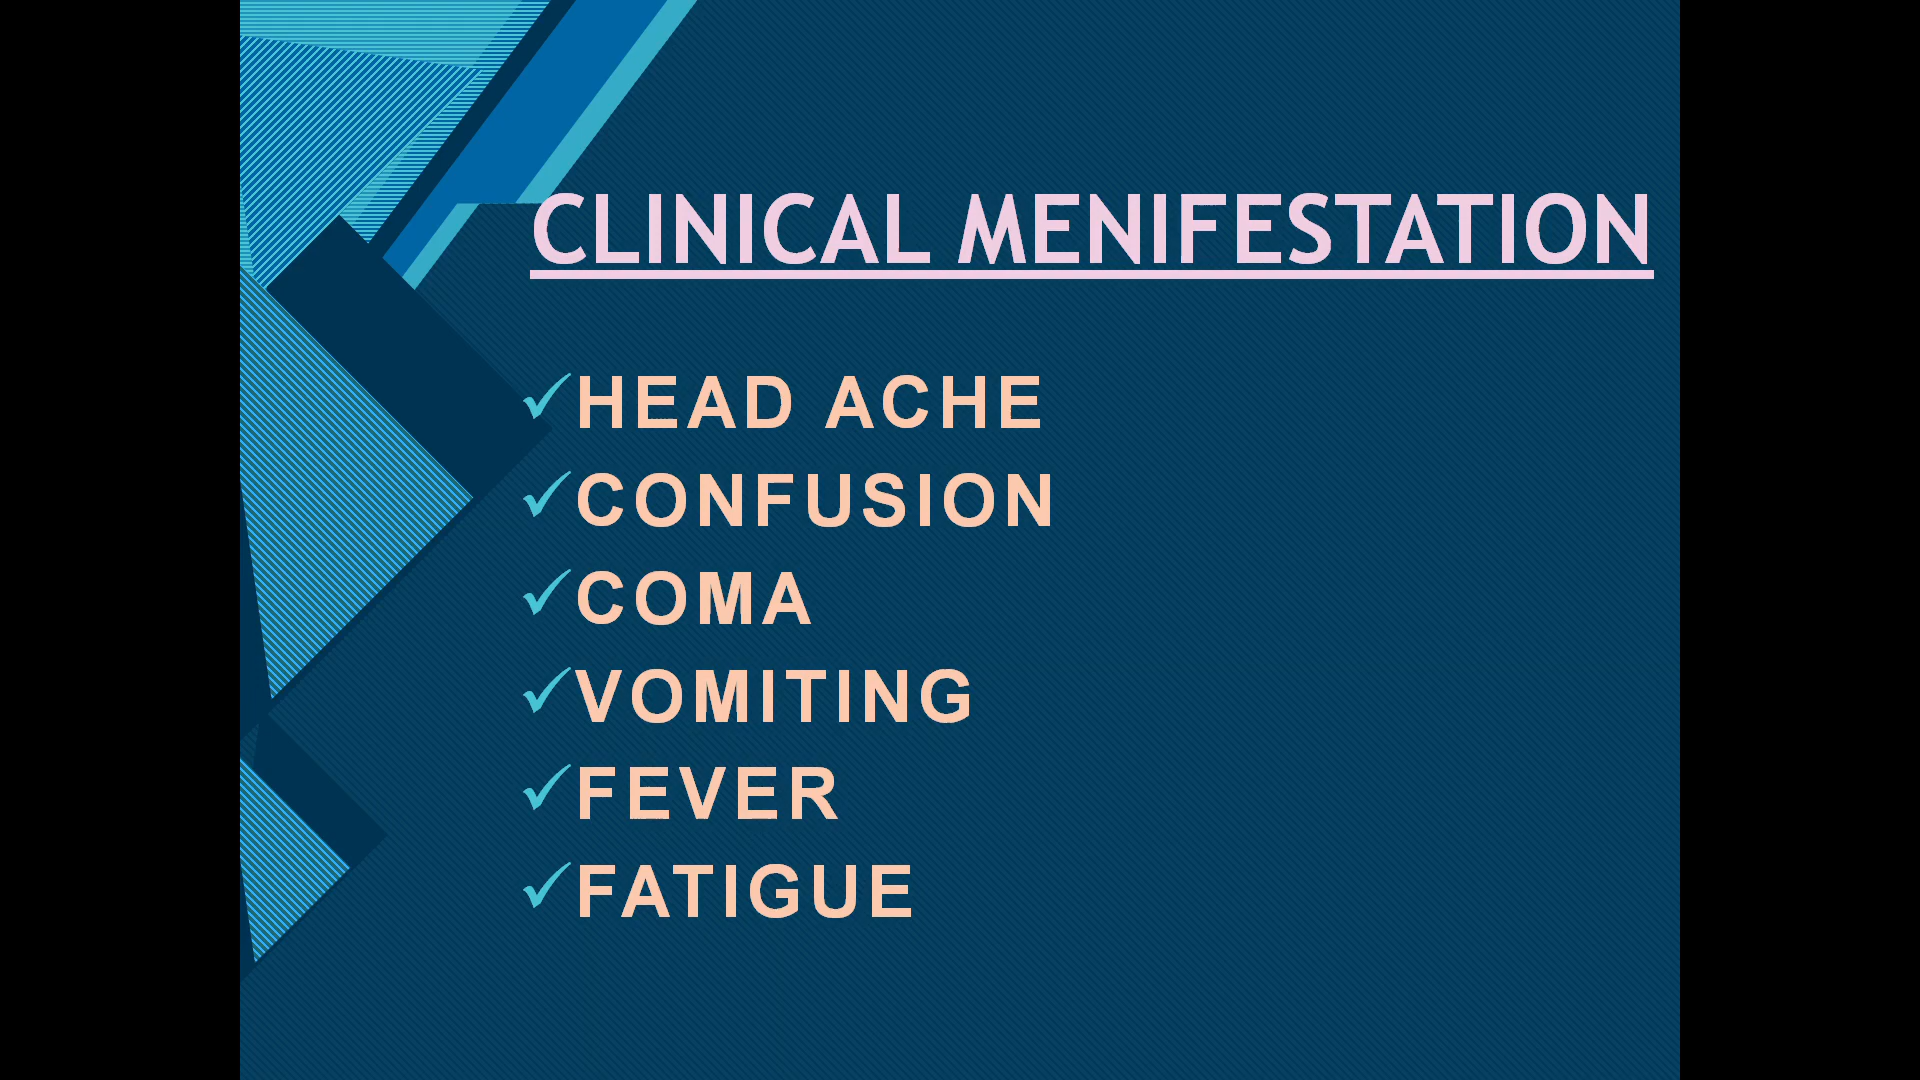 CLINICAL MENIFESTATION
HEAD ACHE
CONFUSION
COMA
VOMITING
FEVER
FATIGUE